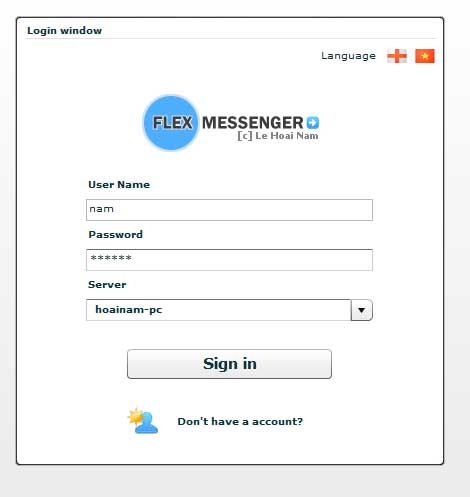 Login window
Language
FLEX MESSENGER
[c] Le Hoai Nam
User Name
nam
Password
******
Server
hoainam-pc
Sign in
Don't have a account?